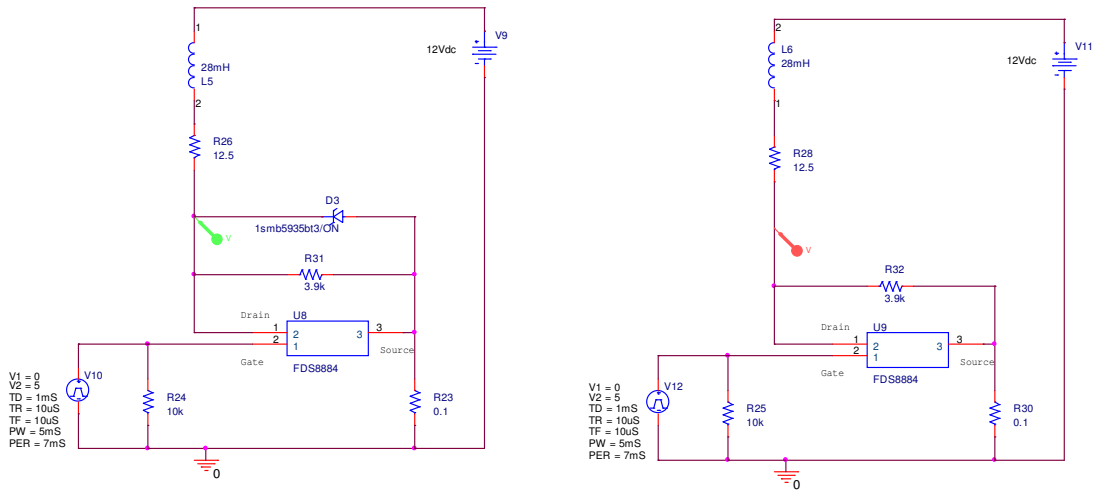 1
28mH
L5
2
R26
12.5
V9
12Vdc
+
-
D3
1smb5935bt3/ON
V
R31
3.9k
Drain
U8
1
2
2
1
3
3
Gate
Source
FDS8884
V10
V1 = 0
V2 = 5
TD = 1mS
TR = 10uS
TF = 10uS
PW = 5mS
PER = 7mS
+
-
R24
10k
R23
0.1
0
2
L6
28mH
1
R28
12.5
V11
12Vdc
+
-
V
R32
3.9k
Drain
U9
1
2
2
1
3
3
Gate
Source
FDS8884
V12
V1 = 0
V2 = 5
TD = 1mS
TR = 10uS
TF = 10uS
PW = 5mS
PER = 7mS
+
-
R25
10k
R30
0.1
0